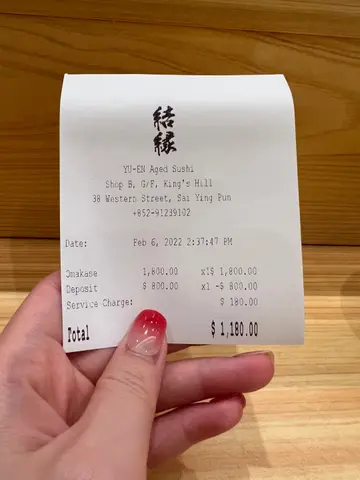 結
縁
YU-EN Aged Sushi
Shop B, G/F, King's Hill
38 Western Street, Sai Ying Pun
+852-91239102
Date: Feb 6, 2022 2:37:47 PM
Omakase 1,800.00 x1$ 1,800.00
Deposit $ 800.00 x1 -$ 800.00
Service Charge: $ 180.00
Total $ 1,180.00